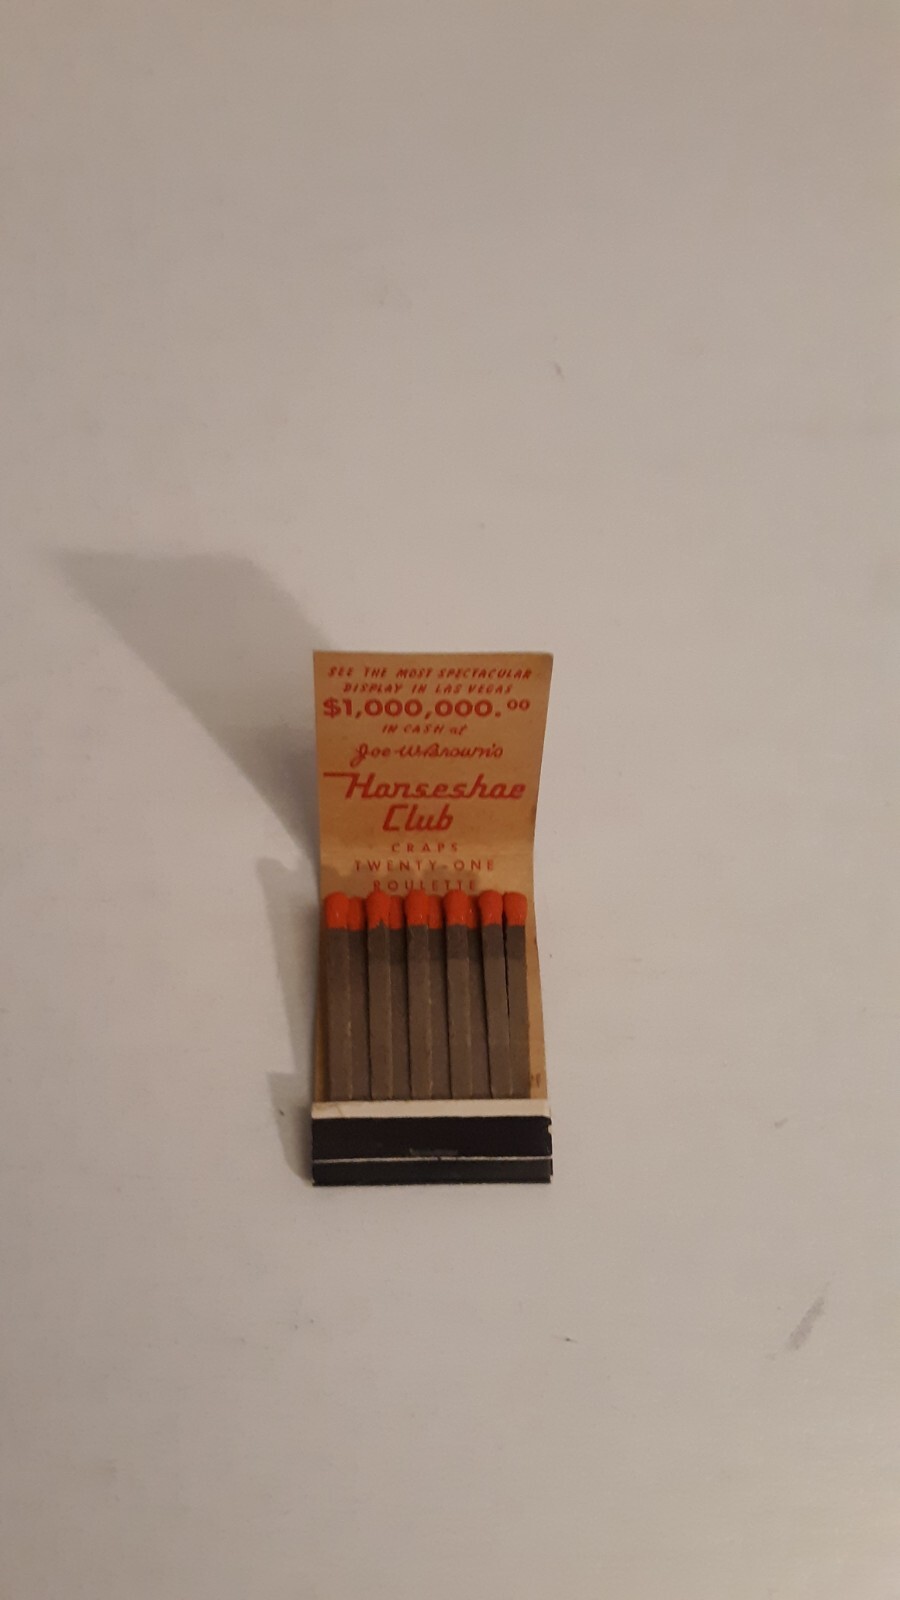 SEE THE MOST SPECTACULAR
DISPLAY IN LAS VEGAS
$1,000,000.00
IN CASH at
Joe W. Brown's
Horseshoe
Club
CRAPS
TWENTY-ONE
ROULETTE